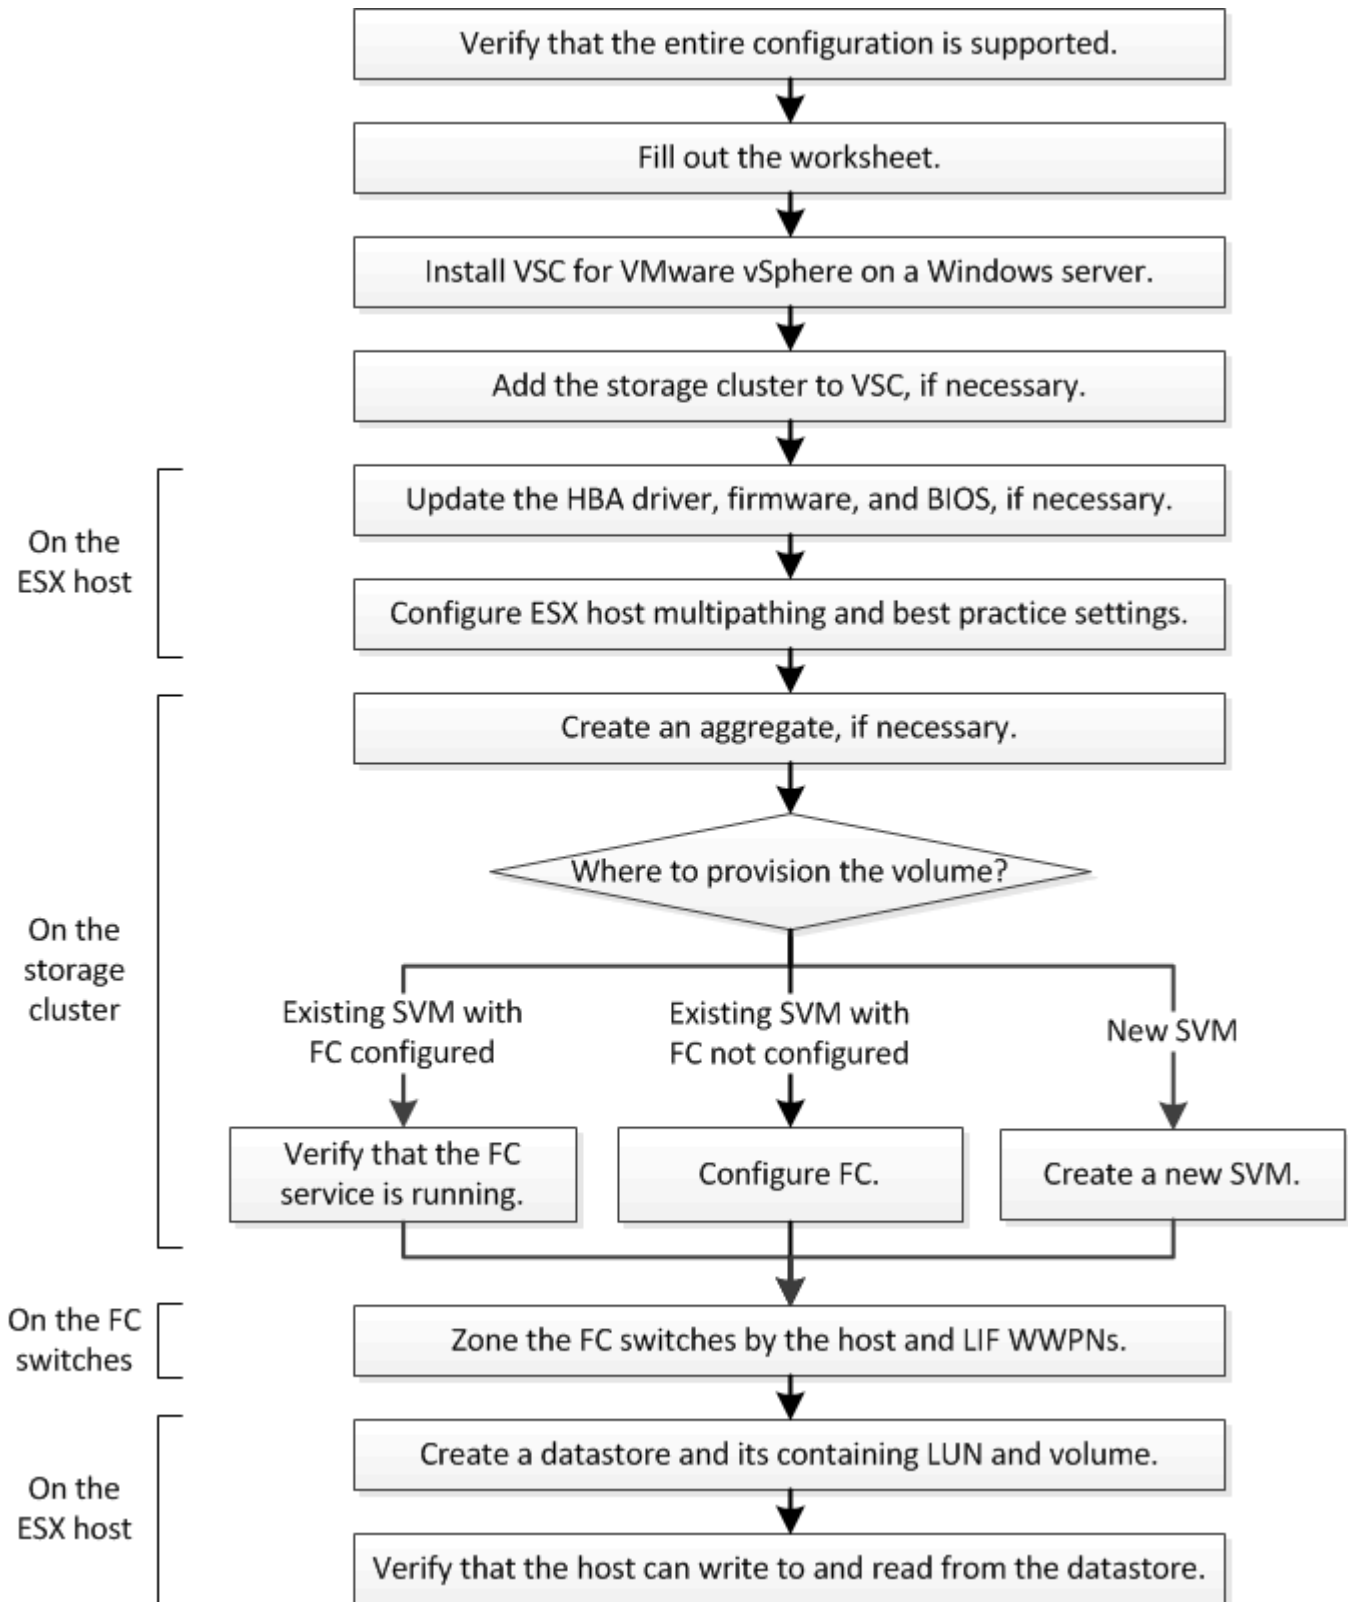 Verify that the entire configuration is supported.
Fill out the worksheet.
Install VSC for VMware vSphere on a Windows server.
Add the storage cluster to VSC, if necessary.
On the
ESX host
Update the HBA driver, firmware, and BIOS, if necessary.
Configure ESX host multipathing and best practice settings.
On the
storage
cluster
Create an aggregate, if necessary.
Where to provision the volume?
Existing SVM with
FC configured
Existing SVM with
FC not configured
New SVM
Verify that the FC
service is running.
Configure FC.
Create a new SVM.
On the FC
switches
Zone the FC switches by the host and LIF WWPNs.
On the
ESX host
Create a datastore and its containing LUN and volume.
Verify that the host can write to and read from the datastore.